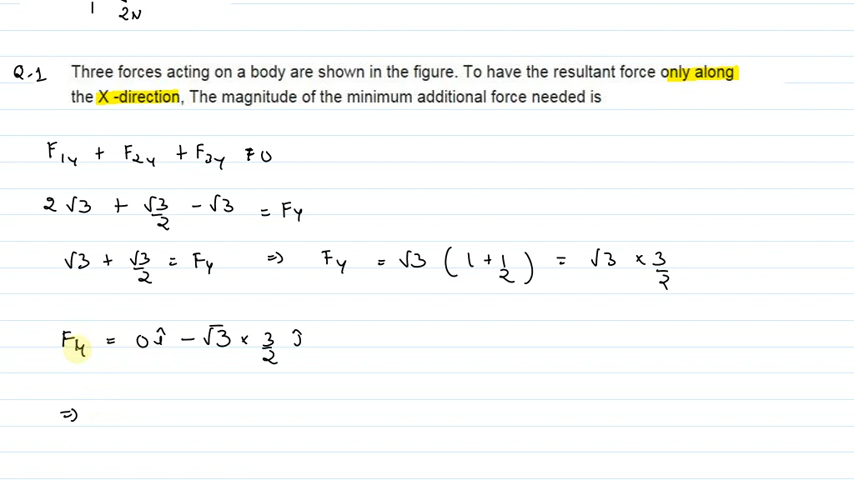 1 2N
Q.1 Three forces acting on a body are shown in the figure. To have the resultant force only along
the X -direction, The magnitude of the minimum additional force needed is
F1y + F2y + F3y ≠ 0
2√3 + √3/2 - √3 = Fy
√3 + √3/2 = Fy ⇒ Fy = √3 ( 1 + 1/2 ) = √3 × 3/2
F4 = 0î - √3 × 3/2 ĵ
⇒